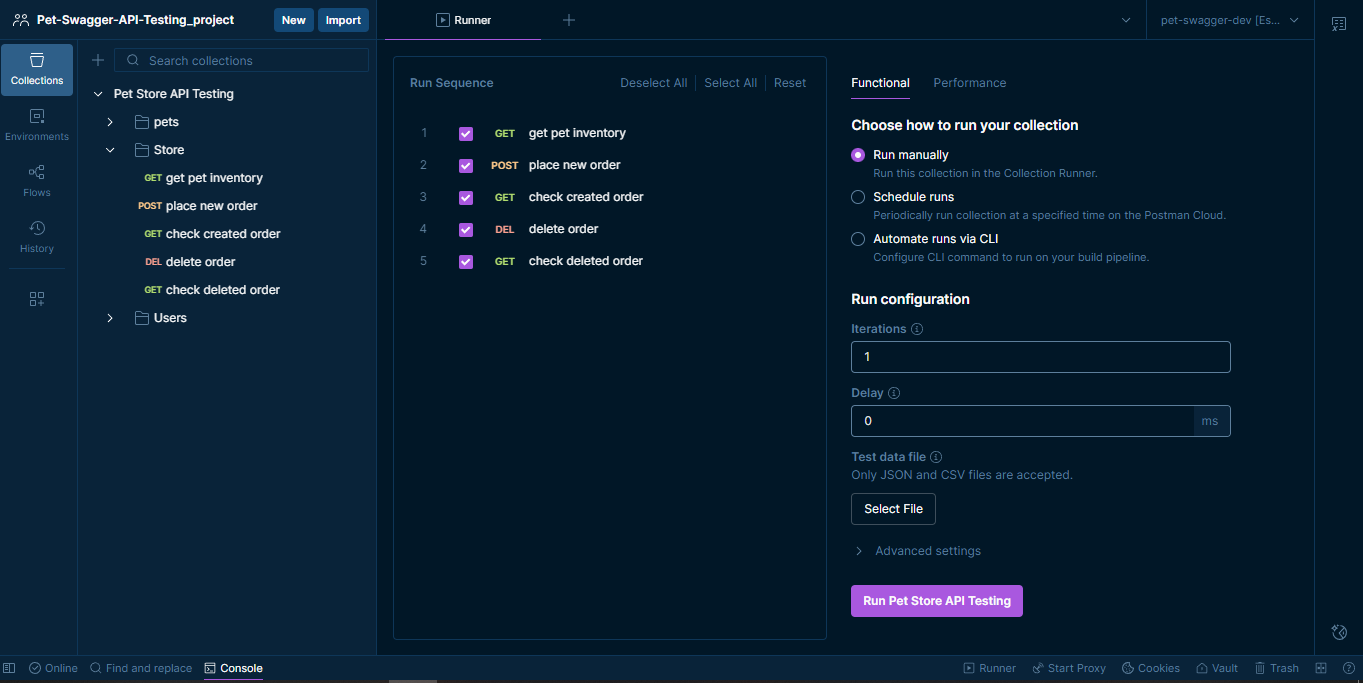 Pet-Swagger-API-Testing_project
New
Import
Runner
pet-swagger-dev [Es...
Collections
Environments
Flows
History
Search collections
Pet Store API Testing
pets
Store
GET get pet inventory
POST place new order
GET check created order
DEL delete order
GET check deleted order
Users
Run Sequence
Deselect All
Select All
Reset
1 GET get pet inventory
2 POST place new order
3 GET check created order
4 DEL delete order
5 GET check deleted order
Functional
Performance
Choose how to run your collection
Run manually
Run this collection in the Collection Runner.
Schedule runs
Periodically run collection at a specified time on the Postman Cloud.
Automate runs via CLI
Configure CLI command to run on your build pipeline.
Run configuration
Iterations
1
Delay
0 ms
Test data file
Only JSON and CSV files are accepted.
Select File
Advanced settings
Run Pet Store API Testing
Online
Find and replace
Console
Runner
Start Proxy
Cookies
Vault
Trash